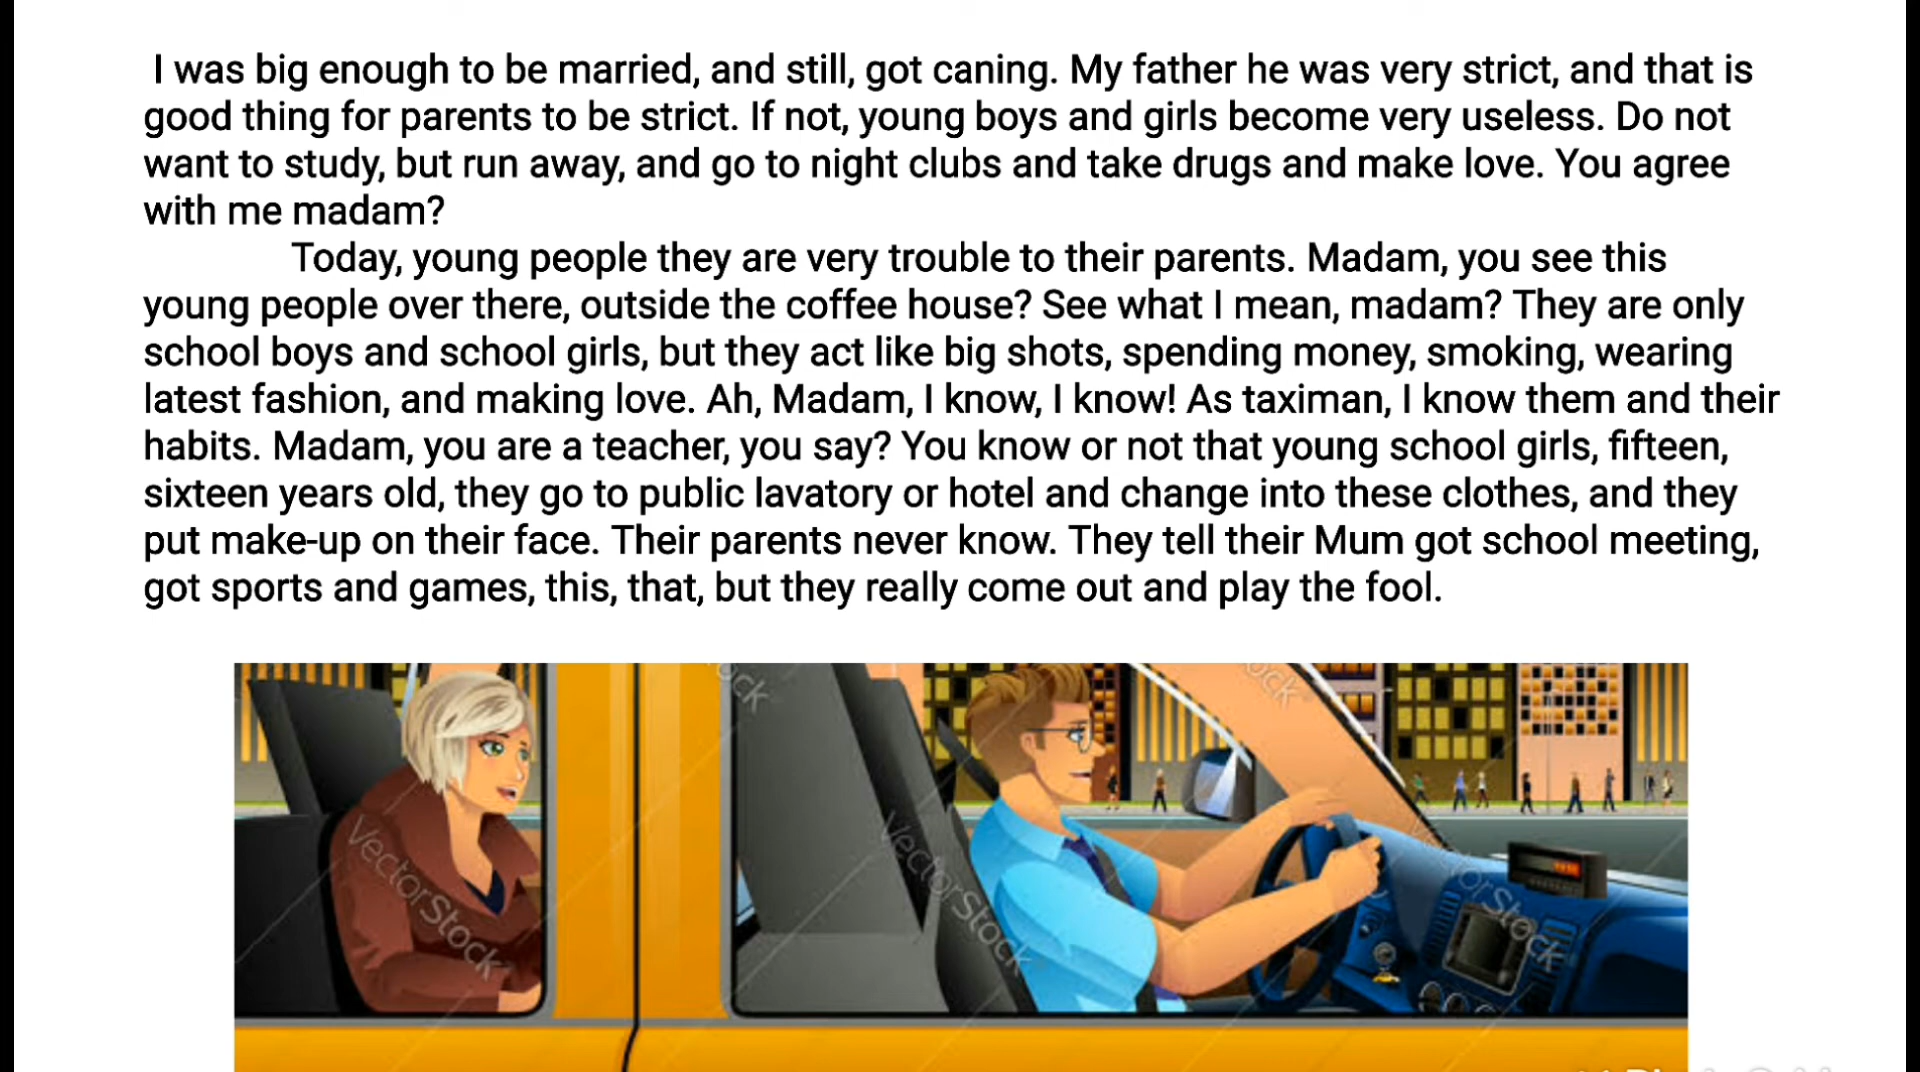 I was big enough to be married, and still, got caning. My father he was very strict, and that is
good thing for parents to be strict. If not, young boys and girls become very useless. Do not
want to study, but run away, and go to night clubs and take drugs and make love. You agree
with me madam?
Today, young people they are very trouble to their parents. Madam, you see this
young people over there, outside the coffee house? See what I mean, madam? They are only
school boys and school girls, but they act like big shots, spending money, smoking, wearing
latest fashion, and making love. Ah, Madam, I know, I know! As taximan, I know them and their
habits. Madam, you are a teacher, you say? You know or not that young school girls, fifteen,
sixteen years old, they go to public lavatory or hotel and change into these clothes, and they
put make-up on their face. Their parents never know. They tell their Mum got school meeting,
got sports and games, this, that, but they really come out and play the fool.
VectorStock
VectorStock